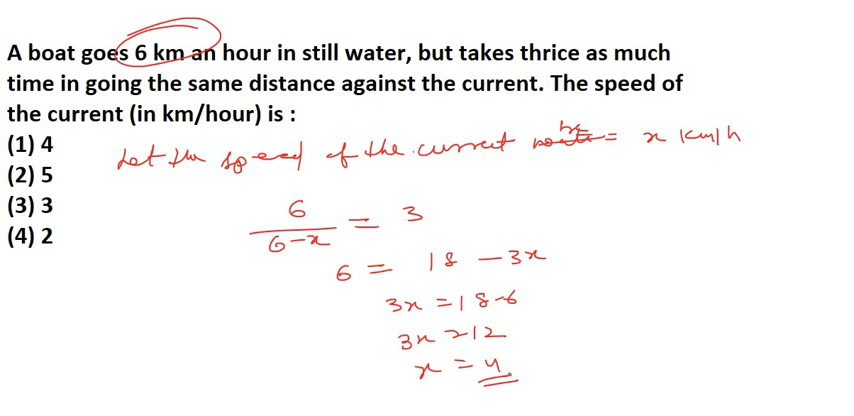 A boat goes 6 km an hour in still water, but takes thrice as much
time in going the same distance against the current. The speed of
the current (in km/hour) is :
(1) 4
Let the speed of the current be = x km/h
(2) 5
(3) 3
6/(6-x) = 3
(4) 2
6 = 18 - 3x
3x = 18-6
3x = 12
x = 4